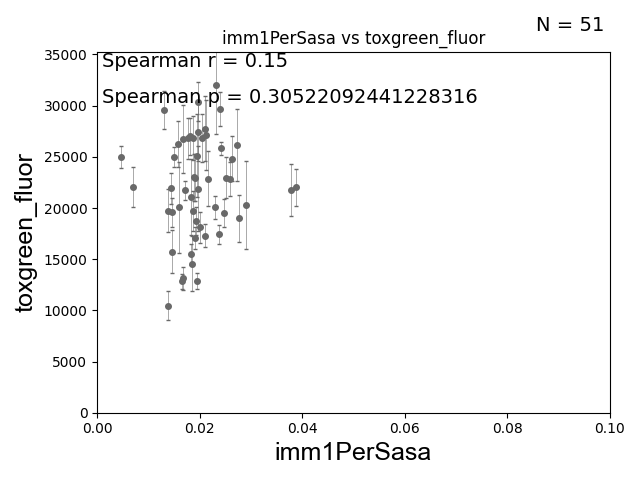 N = 51
imm1PerSasa vs toxgreen_fluor
Spearman r = 0.15
Spearman p = 0.30522092441228316
35000
30000
25000
20000
15000
10000
5000
0
toxgreen_fluor
0.00 0.02 0.04 0.06 0.08 0.10
imm1PerSasa